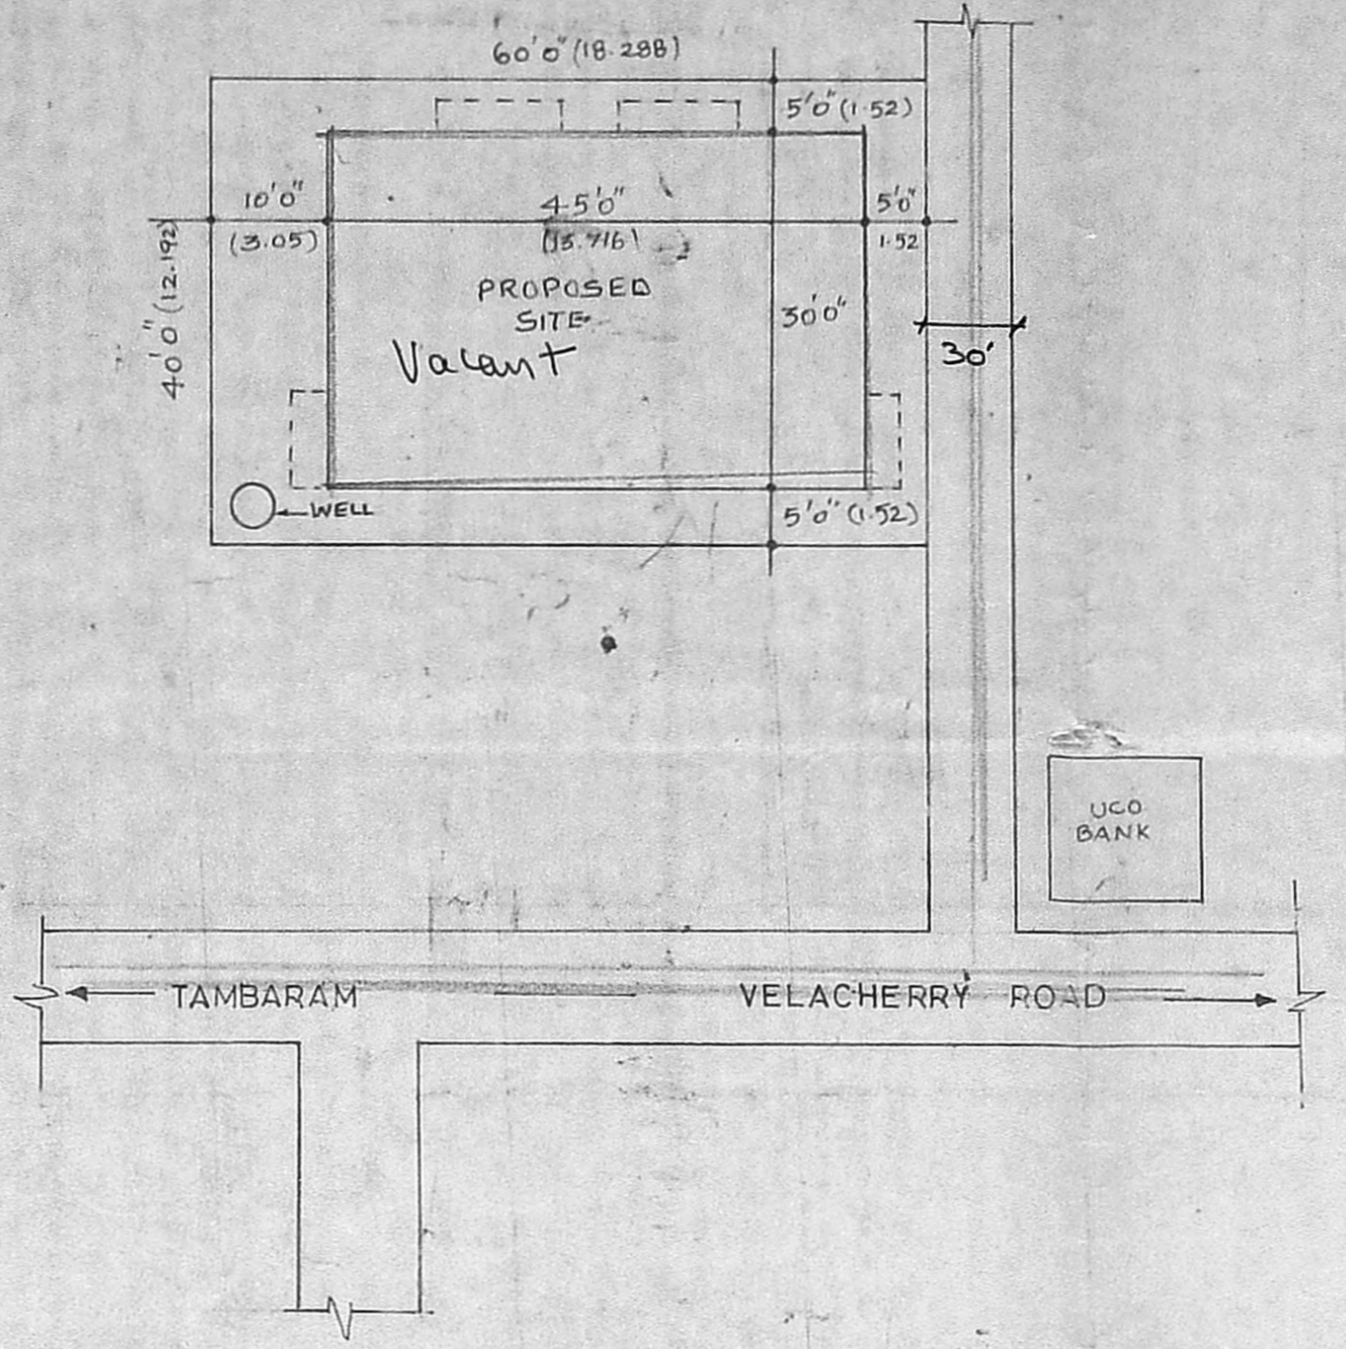 60'0" (18.288)
5'0" (1.52)
10'0"
(3.05)
45'0"
(13.716)
5'0"
1.52
40'0" (12.192)
PROPOSED
SITE
Vacant
30'0"
30'
WELL
5'0" (1.52)
UCO
BANK
TAMBARAM
VELACHERRY ROAD